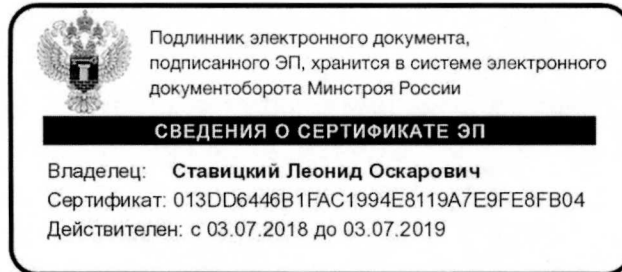 Подлинник электронного документа,
подписанного ЭП, хранится в системе электронного
документоборота Минстроя России
СВЕДЕНИЯ О СЕРТИФИКАТЕ ЭП
Владелец: Ставицкий Леонид Оскарович
Сертификат: 013DD6446B1FAC1994E8119A7E9FE8FB04
Действителен: с 03.07.2018 до 03.07.2019